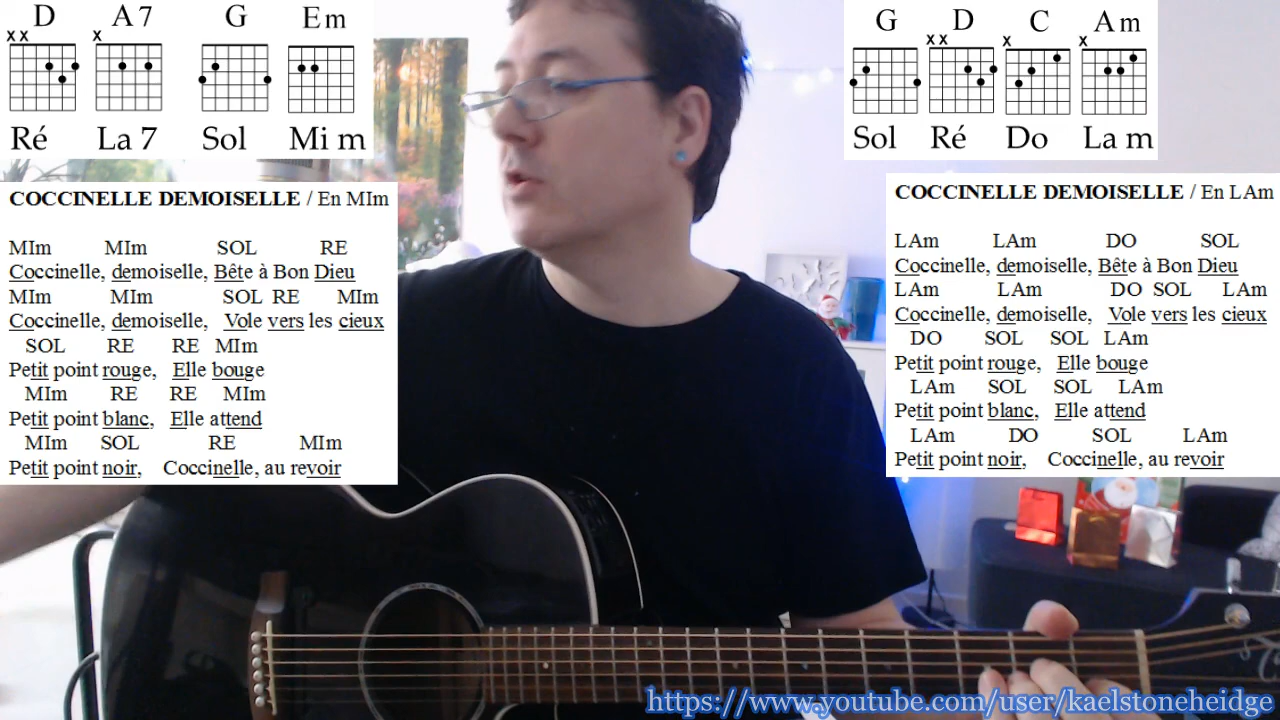 D A7 G Em
x x x
Ré La 7 Sol Mi m
COCCINELLE DEMOISELLE / En MIm
MIm MIm SOL RE
Coccinelle, demoiselle, Bête à Bon Dieu
MIm MIm SOL RE MIm
Coccinelle, demoiselle, Vole vers les cieux
SOL RE RE MIm
Petit point rouge, Elle bouge
MIm RE RE MIm
Petit point blanc, Elle attend
MIm SOL RE MIm
Petit point noir, Coccinelle, au revoir
G D C Am
x x x x
Sol Ré Do La m
COCCINELLE DEMOISELLE / En LAm
LAm LAm DO SOL
Coccinelle, demoiselle, Bête à Bon Dieu
LAm LAm DO SOL LAm
Coccinelle, demoiselle, Vole vers les cieux
DO SOL SOL LAm
Petit point rouge, Elle bouge
LAm SOL SOL LAm
Petit point blanc, Elle attend
LAm DO SOL LAm
Petit point noir, Coccinelle, au revoir
https://www.youtube.com/user/kaelstoneheidge